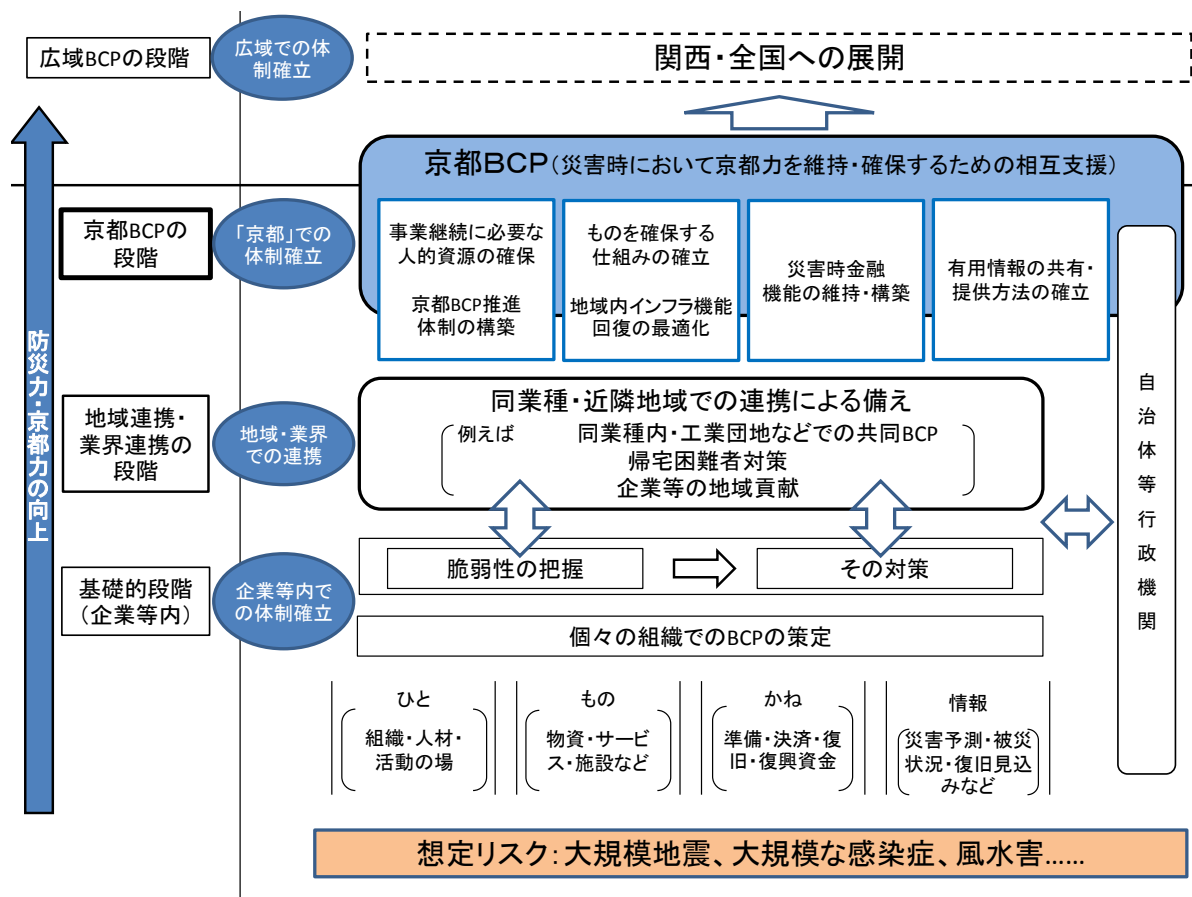 広域BCPの段階
広域での体
制確立
関西・全国への展開
京都BCP(災害時において京都力を維持・確保するための相互支援)
京都BCPの
段階
「京都」での
体制確立
事業継続に必要な
人的資源の確保
京都BCP推進
体制の構築
ものを確保する
仕組みの確立
地域内インフラ機能
回復の最適化
災害時金融
機能の維持・構築
有用情報の共有・
提供方法の確立
防災力・京都力の向上
自治体等行政機関
地域連携・
業界連携の
段階
地域・業界
での連携
同業種・近隣地域での連携による備え
例えば 同業種内・工業団地などでの共同BCP
帰宅困難者対策
企業等の地域貢献
基礎的段階
(企業等内)
企業等内で
の体制確立
脆弱性の把握
その対策
個々の組織でのBCPの策定
ひと
組織・人材・
活動の場
もの
物資・サービ
ス・施設など
かね
準備・決済・復
旧・復興資金
情報
災害予測・被災
状況・復旧見込
みなど
想定リスク:大規模地震、大規模な感染症、風水害……